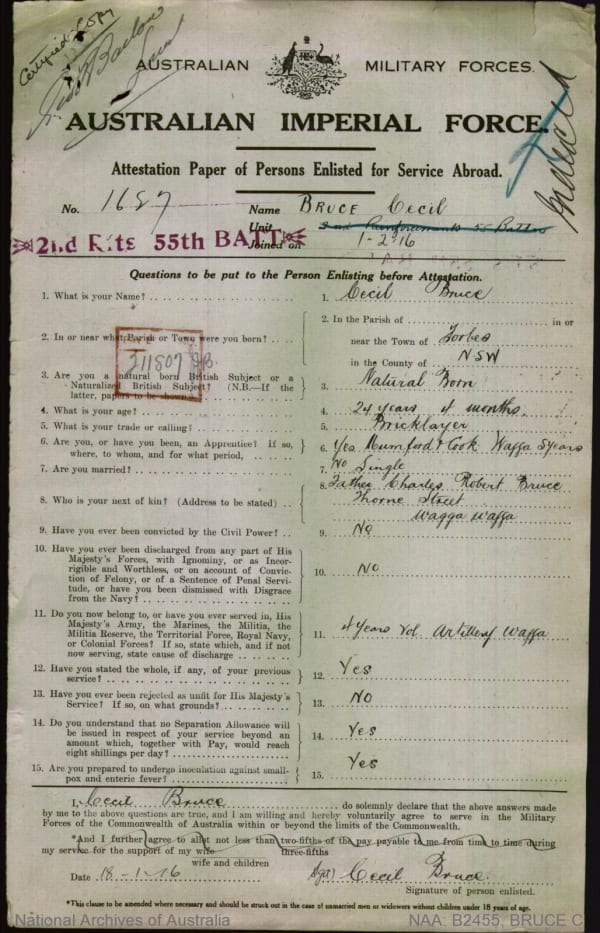 Certified Copy
AUSTRALIAN MILITARY FORCES.
AUSTRALIAN IMPERIAL FORCE.
Attestation Paper of Persons Enlisted for Service Abroad.
No. 1687 Name BRUCE Cecil
Unit 2nd Reinforcements 55 Battn
2nd R'ts 55th BATT
Joined on 1-2-16
Questions to be put to the Person Enlisting before Attestation.
1. What is your Name? 1. Cecil Bruce
2. In or near what Parish or Town were you born? 2. In the Parish of in or
near the Town of Forbes
in the County of NSW
3. Are you a natural born British Subject or a
Naturalized British Subject? (N.B.—If the
latter, papers to be shown) 3. Natural Born
4. What is your age? 4. 24 years 4 months
5. What is your trade or calling? 5. Bricklayer
6. Are you, or have you been, an Apprentice? If so,
where, to whom, and for what period 6. Yes Mumford & Cook Wagga 5 years
7. Are you married? 7. No Single
8. Who is your next of kin? (Address to be stated) 8. Father Charles Robert Bruce
Thorne Street
Wagga Wagga
9. Have you ever been convicted by the Civil Power? 9. No
10. Have you ever been discharged from any part of His
Majesty's Forces, with Ignominy, or as Incor-
rigible and Worthless, or on account of Convic-
tion of Felony, or of a Sentence of Penal Servi-
tude, or have you been Dismissed with Disgrace
from the Navy? 10. No
11. Do you now belong to, or have you ever served in, His
Majesty's Army, the Marines, the Militia, the
Militia Reserve, the Territorial Force, Royal Navy,
or Colonial Forces? If so, state which, and if not
now serving, state cause of discharge 11. 4 years Vol. Artillery Wagga
12. Have you stated the whole, if any, of your previous
service? 12. Yes
13. Have you ever been rejected as unfit for His Majesty's
Service? If so, on what grounds? 13. No
14. Do you understand that no Separation Allowance will
be issued in respect of your service beyond an
amount which, together with Pay, would reach
eight shillings per day? 14. Yes
15. Are you prepared to undergo inoculation against small-
pox and enteric fever? 15. Yes
I, Cecil Bruce do solemnly declare that the above answers made
by me to the above questions are true, and I am willing and hereby voluntarily agree to serve in the Military
Forces of the Commonwealth of Australia within or beyond the limits of the Commonwealth.
*And I further agree to allot not less than two-fifths of the pay payable to me from time to time during
three-fifths
my service for the support of my wife
wife and children
Date 18-1-16 Sgd) Cecil Bruce.
Signature of person enlisted.
*This clause to be amended where necessary and should be struck out in the case of unmarried men or widowers without children under 18 years of age.
National Archives of Australia NAA: B2455, BRUCE C